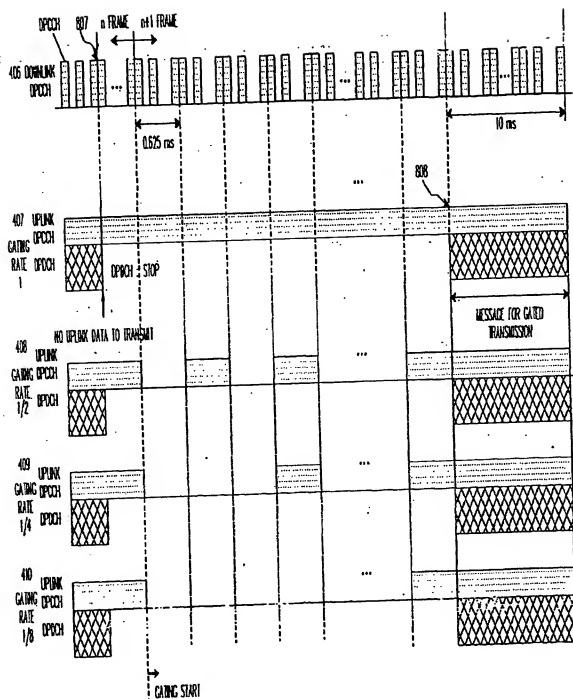 DPCCH 807 n FRAME n+1 FRAME
405 DOWNLINK
DPCCH
...
...
...
0.625 ms
10 ms
...
808
407 UPLINK
DPCCH
GATING
RATE DPDCH
1
DPDCH STOP
NO UPLINK DATA TO TRANSMIT
MESSAGE FOR GATED
TRANSMISSION
408 UPLINK
GATING DPCCH
RATE DPDCH
1/2
...
409 UPLINK
GATING DPCCH
RATE DPDCH
1/4
410 UPLINK
GATING DPCCH
RATE DPDCH
1/8
...
GATING START